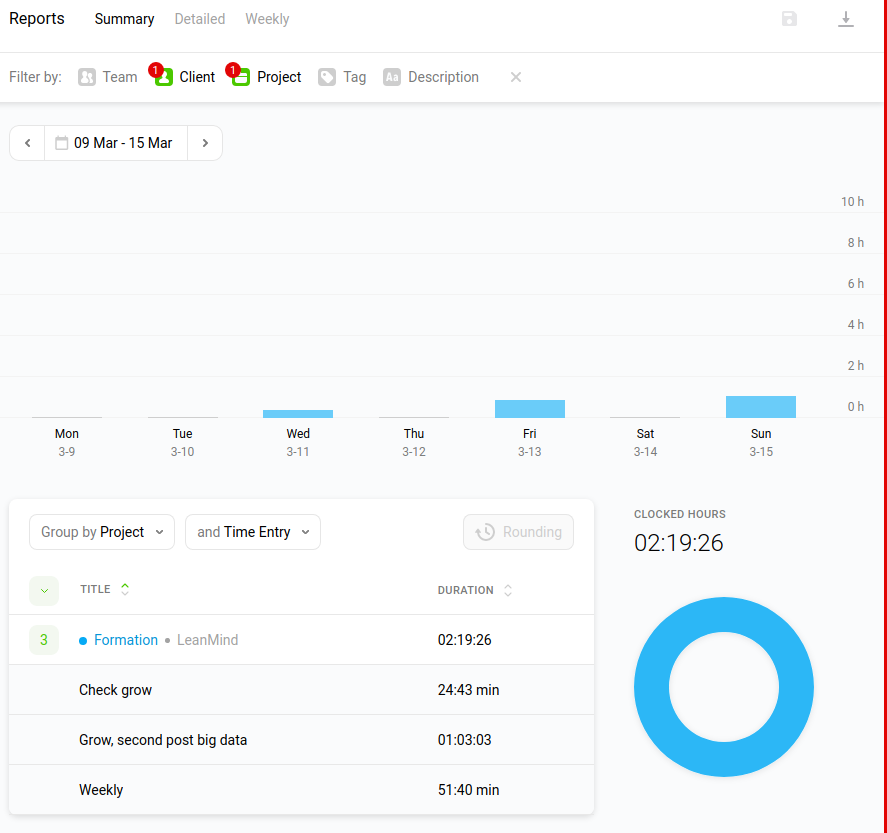 Reports Summary Detailed Weekly
Filter by: Team 1 Client 1 Project Tag Aa Description
09 Mar - 15 Mar
10 h
8 h
6 h
4 h
2 h
0 h
Mon Tue Wed Thu Fri Sat Sun
3-9 3-10 3-11 3-12 3-13 3-14 3-15
Group by Project and Time Entry Rounding
CLOCKED HOURS
02:19:26
TITLE DURATION
3 Formation • LeanMind 02:19:26
Check grow 24:43 min
Grow, second post big data 01:03:03
Weekly 51:40 min